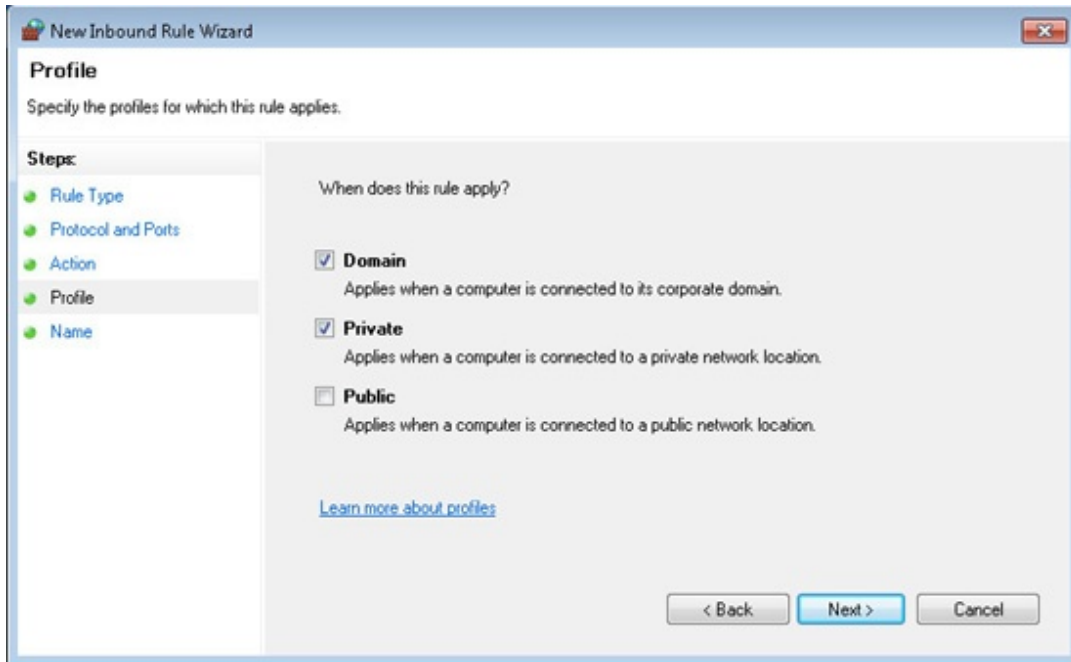 New Inbound Rule Wizard
Profile
Specify the profiles for which this rule applies.
Steps:
Rule Type
Protocol and Ports
Action
Profile
Name
When does this rule apply?
Domain
Applies when a computer is connected to its corporate domain.
Private
Applies when a computer is connected to a private network location.
Public
Applies when a computer is connected to a public network location.
Learn more about profiles
< Back
Next >
Cancel